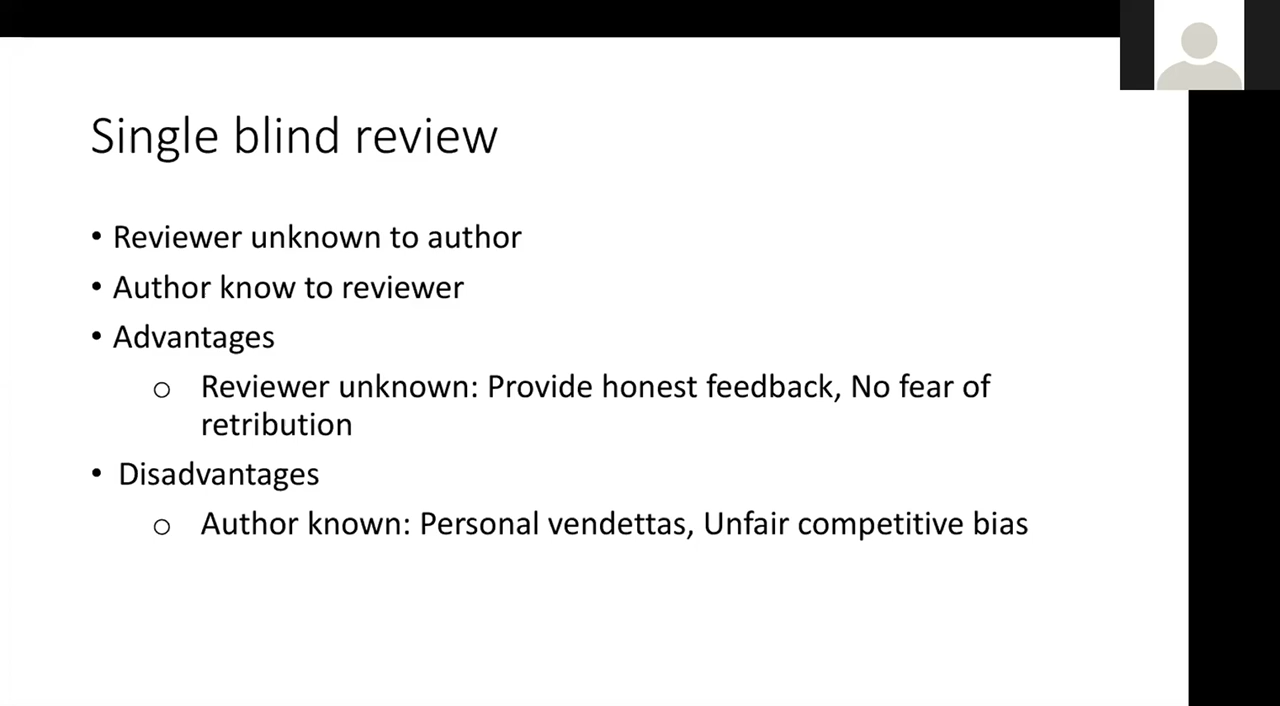 Single blind review
• Reviewer unknown to author
• Author know to reviewer
• Advantages
o Reviewer unknown: Provide honest feedback, No fear of
retribution
• Disadvantages
o Author known: Personal vendettas, Unfair competitive bias